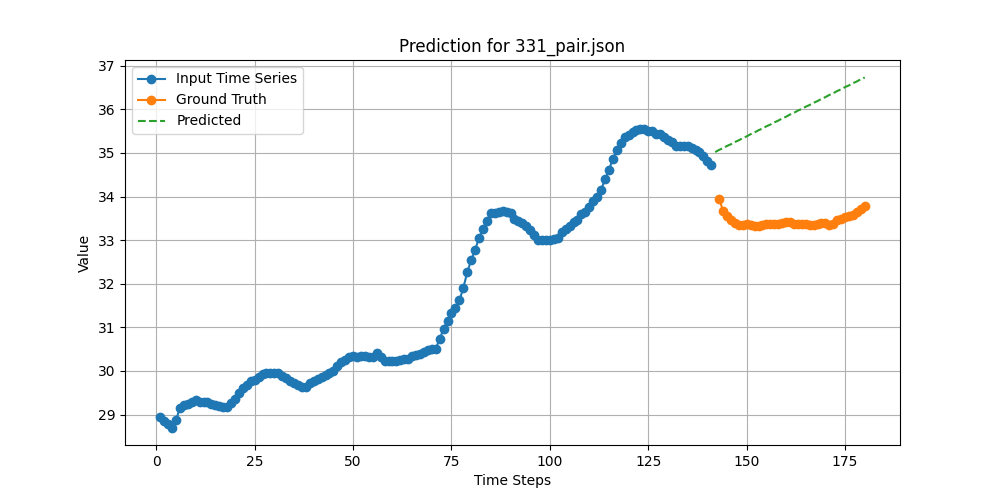 Prediction for 331_pair.json
Input Time Series
Ground Truth
Predicted
37
36
35
34
33
32
31
30
29
Value
0 25 50 75 100 125 150 175
Time Steps